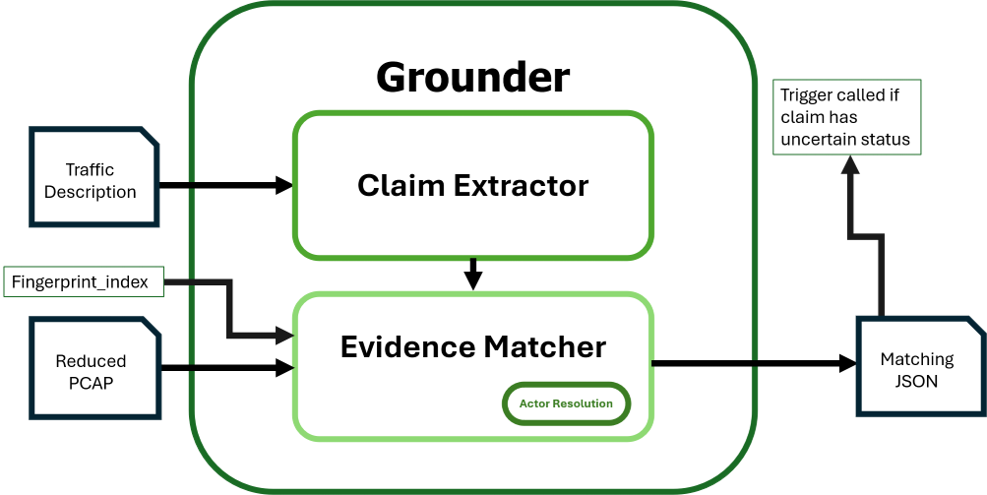 Grounder
Traffic
Description
Claim Extractor
Trigger called if
claim has
uncertain status
Fingerprint_index
Reduced
PCAP
Evidence Matcher
Actor Resolution
Matching
JSON